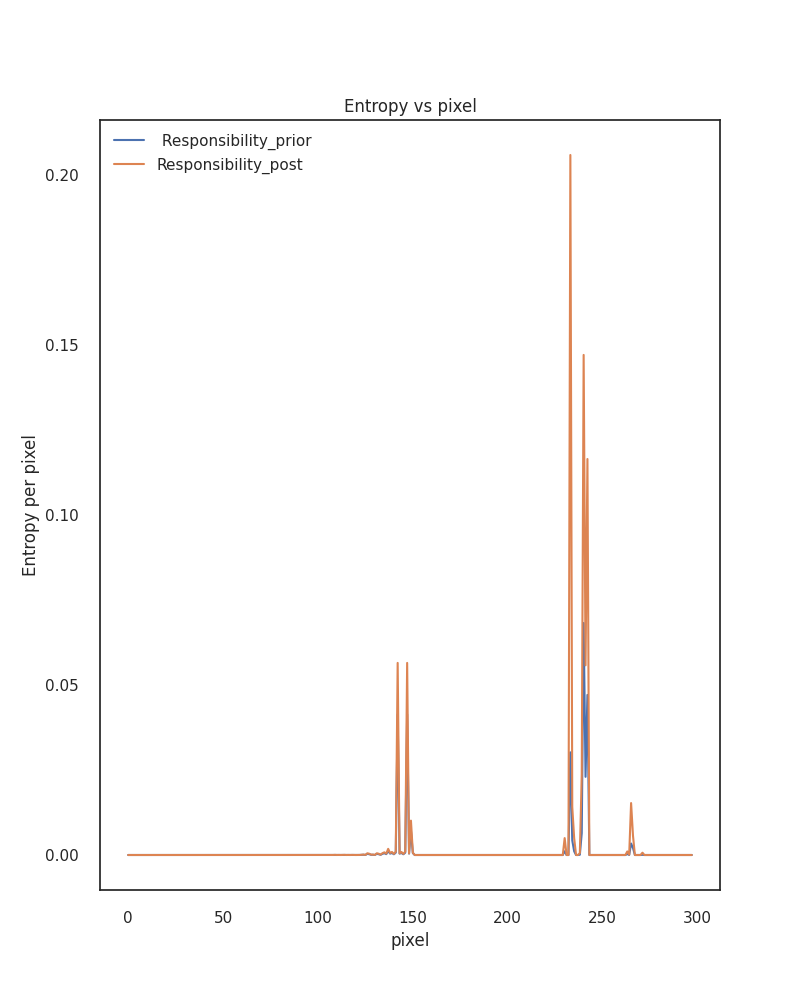 Entropy vs pixel
Responsibility_prior
Responsibility_post
0.20
0.15
0.10
0.05
0.00
Entropy per pixel
0 50 100 150 200 250 300
pixel